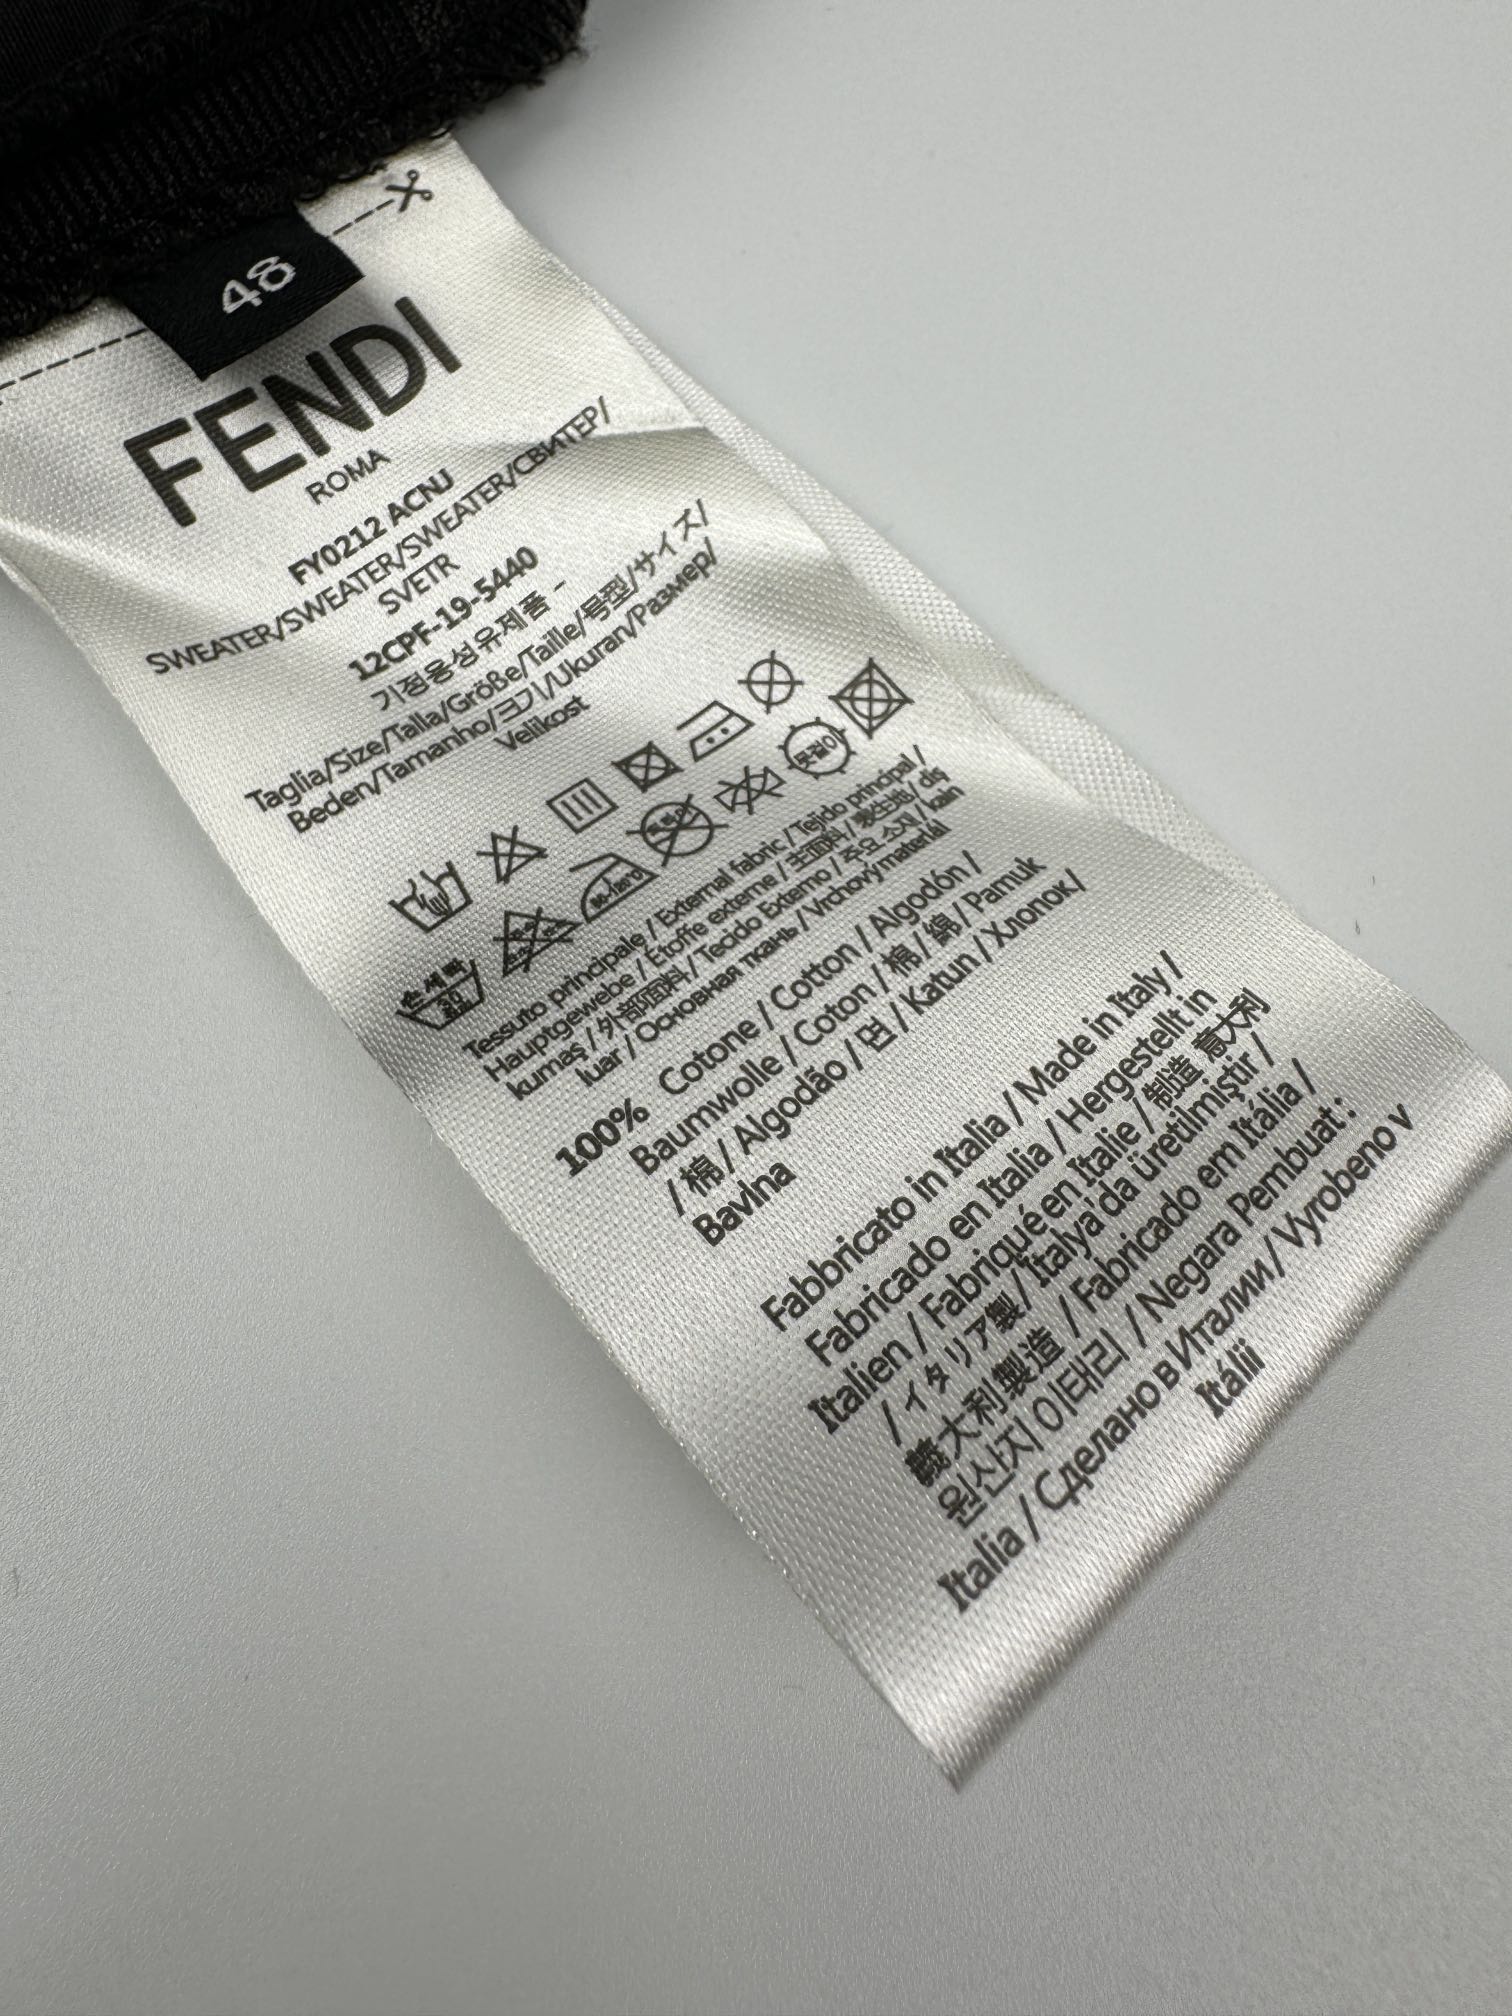 48
FENDI
ROMA
FY0212 ACNJ
SWEATER/SWEATER/SWEATER/СВИТЕР/
SVETR
12CPF-19-5440
기정용성유제품 -
Taglia/Size/Talla/Größe/Taille/号型/サイズ/
Beden/Tamanho/크기/Ukuran/Размер/
Velikost
손세탁
30
못걸이
Tessuto principale / External fabric / Tejido principal /
Hauptgewebe / Étoffe externe / 主面料 / 表生地 / dış
kumaş / 外部面料 / Tecido Externo / 주요 소재 / kain
luar / Основная ткань / Vrchový materiál
100% Cotone / Cotton / Algodón /
Baumwolle / Coton / 棉 / 綿 / Pamuk
/ 棉 / Algodão / 면 / Katun / Хлопок /
Bavlna
Fabbricato in Italia / Made in Italy /
Fabricado en Italia / Hergestellt in
Italien / Fabriqué en Italie / 制造 意大利
/ イタリア製 / İtalya'da üretilmiştir /
義大利製造 / Fabricado em Itália /
원산지 이태리 / Negara Pembuat :
Italia / Сделано в Италии / Vyrobeno v
Itálii